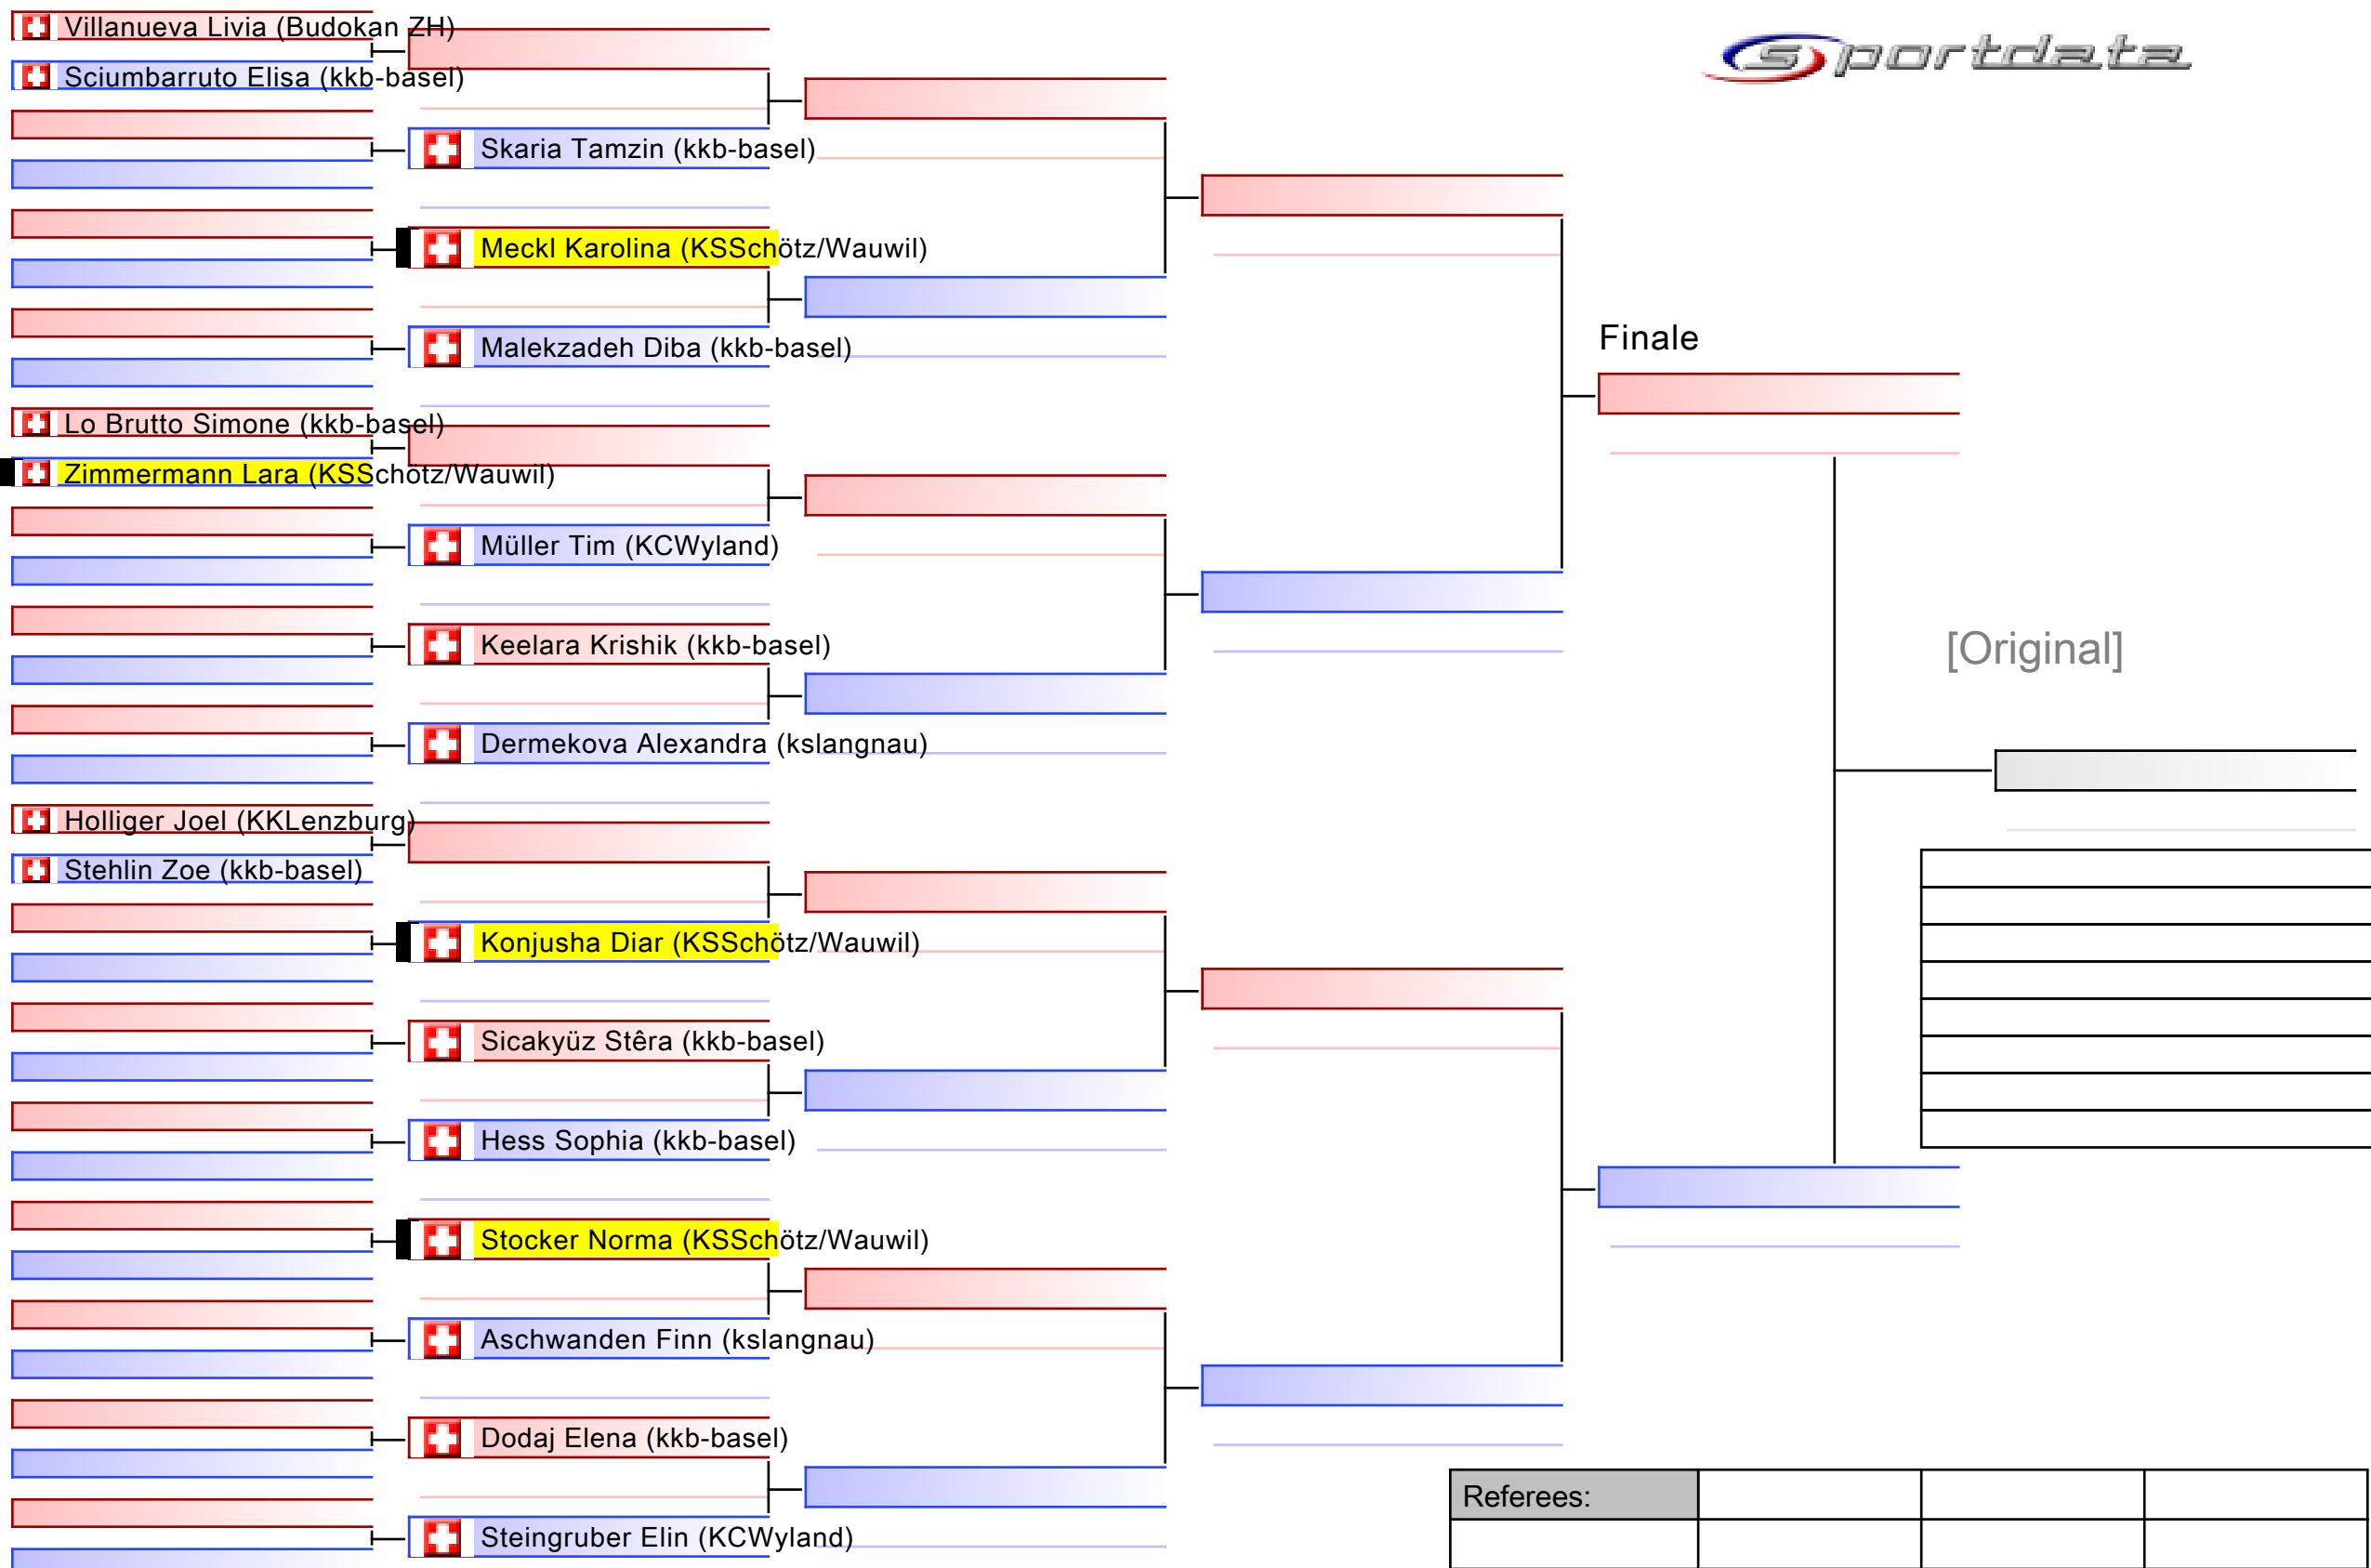 Villanueva Livia (Budokan ZH)
Sciumbarruto Elisa (kkb-basel)
sportdata
Skaria Tamzin (kkb-basel)
Meckl Karolina (KSSchötz/Wauwil)
Malekzadeh Diba (kkb-basel)
Finale
Lo Brutto Simone (kkb-basel)
Zimmermann Lara (KSSchötz/Wauwil)
Müller Tim (KCWyland)
Keelara Krishik (kkb-basel)
[Original]
Dermekova Alexandra (kslangnau)
Holliger Joel (KKLenzburg)
Stehlin Zoe (kkb-basel)
Konjusha Diar (KSSchötz/Wauwil)
Sicakyüz Stêra (kkb-basel)
Hess Sophia (kkb-basel)
Stocker Norma (KSSchötz/Wauwil)
Aschwanden Finn (kslangnau)
Dodaj Elena (kkb-basel)
Referees:
Steingruber Elin (KCWyland)